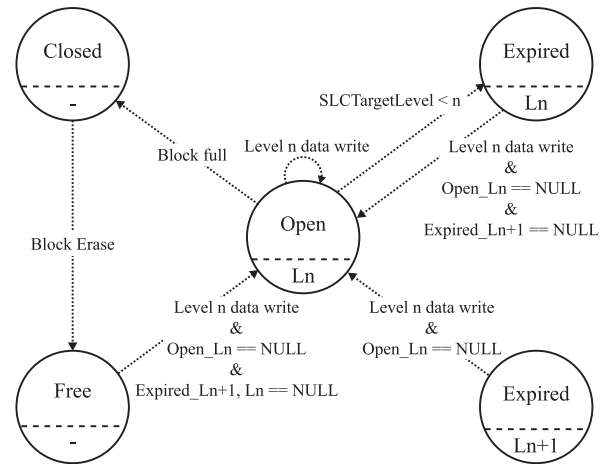 Closed
-
Expired
Ln
SLCTargetLevel < n
Block full
Level n data write
Level n data write
&
Open_Ln == NULL
&
Expired_Ln+1 == NULL
Open
Ln
Block Erase
Level n data write
&
Open_Ln == NULL
&
Expired_Ln+1, Ln == NULL
Level n data write
&
Open_Ln == NULL
Free
-
Expired
Ln+1